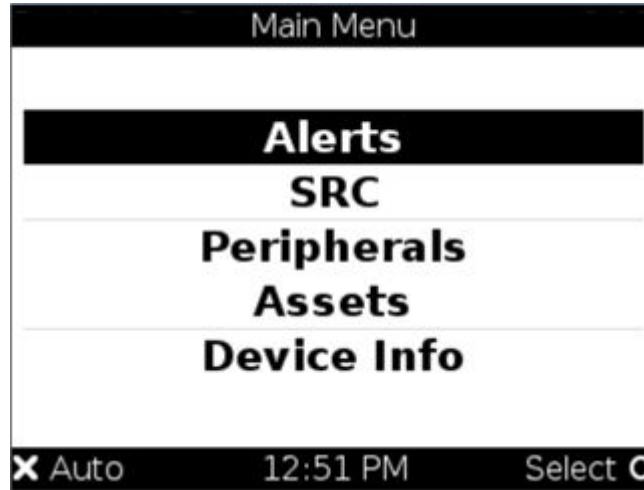 Main Menu
Alerts
SRC
Peripherals
Assets
Device Info
Auto 12:51 PM Select